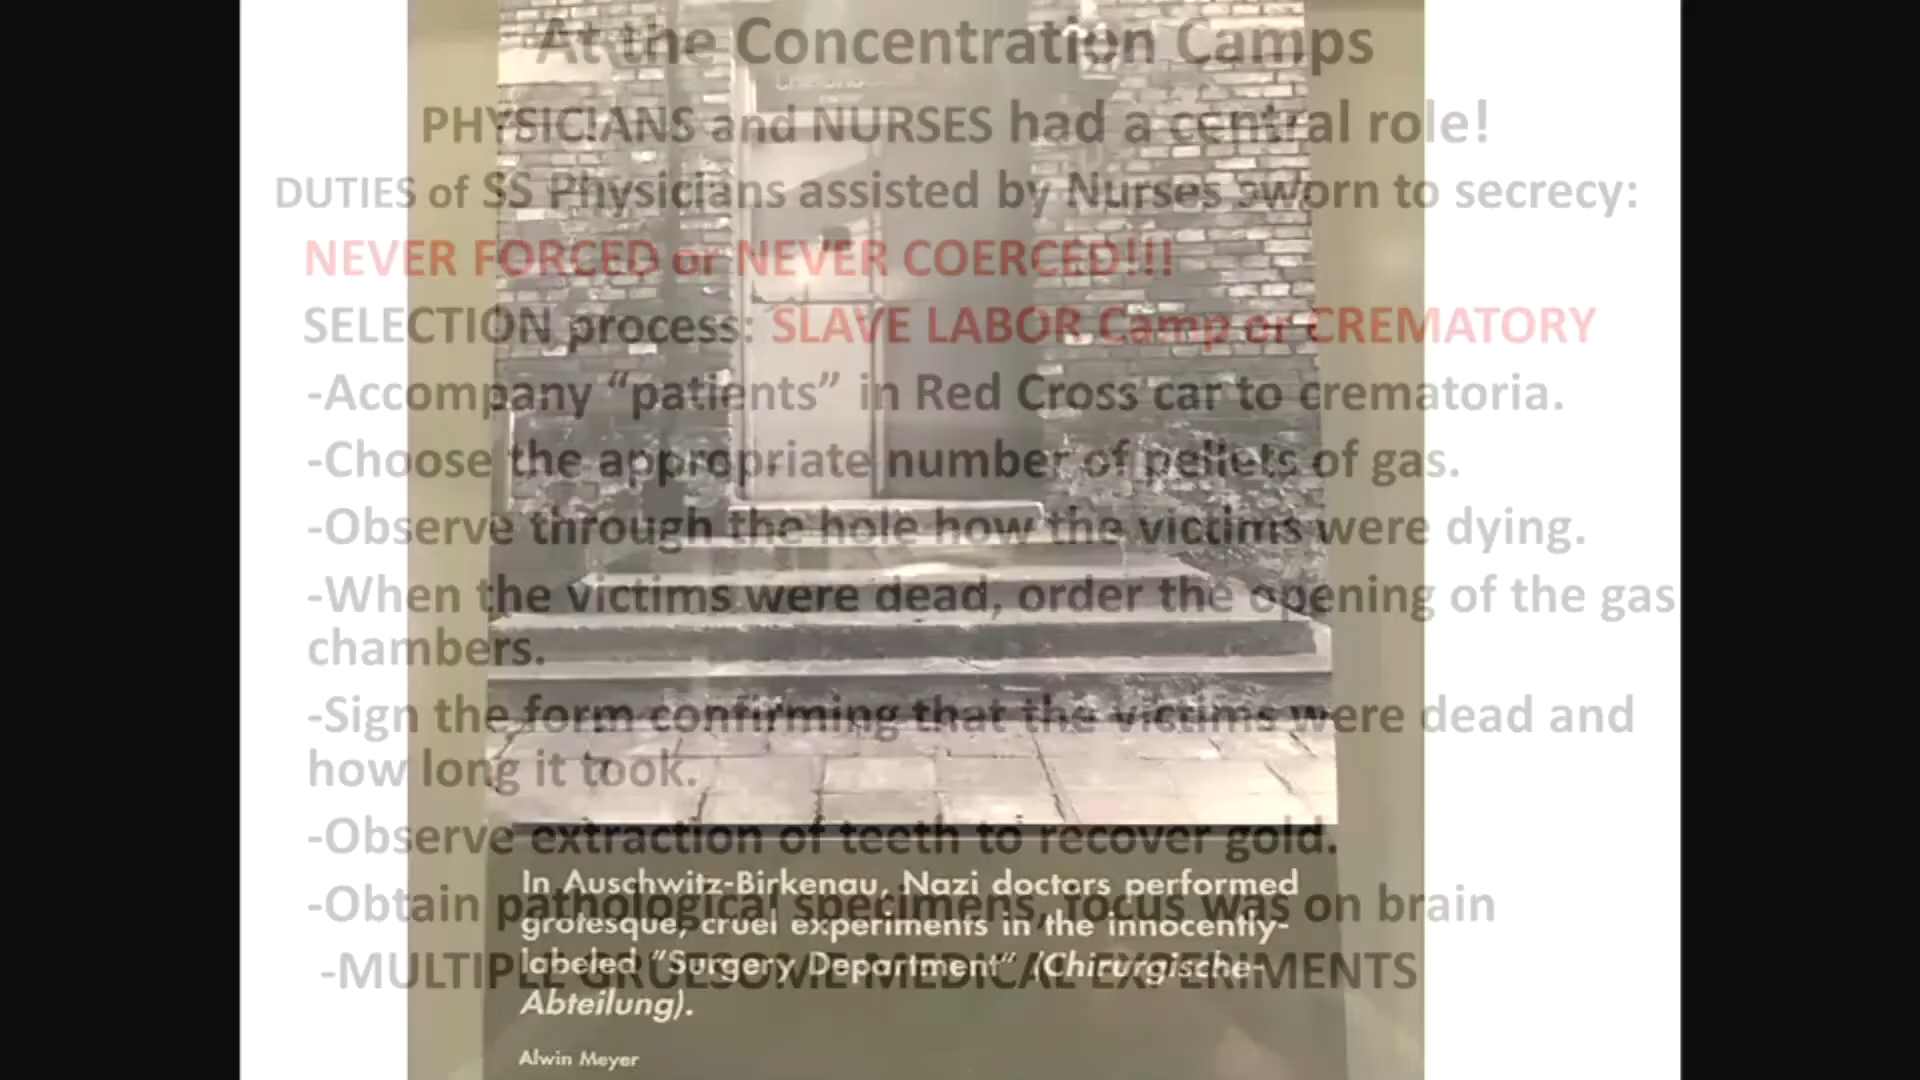 At the Concentration Camps
PHYSICIANS and NURSES had a central role!
DUTIES of SS Physicians assisted by Nurses sworn to secrecy:
NEVER FORCED or NEVER COERCED!!!
SELECTION process: SLAVE LABOR Camp or CREMATORY
-Accompany “patients” in Red Cross car to crematoria.
-Choose the appropriate number of pellets of gas.
-Observe through the hole how the victims were dying.
-When the victims were dead, order the opening of the gas
chambers.
-Sign the form confirming that the victims were dead and
how long it took.
-Observe extraction of teeth to recover gold.
-Obtain pathological specimens, focus was on brain
-MULTIPLE GRUESOME MEDICAL EXPERIMENTS
In Auschwitz-Birkenau, Nazi doctors performed
grotesque, cruel experiments in the innocently-
labeled “Surgery Department“ (Chirurgische-
Abteilung).
Alwin Meyer